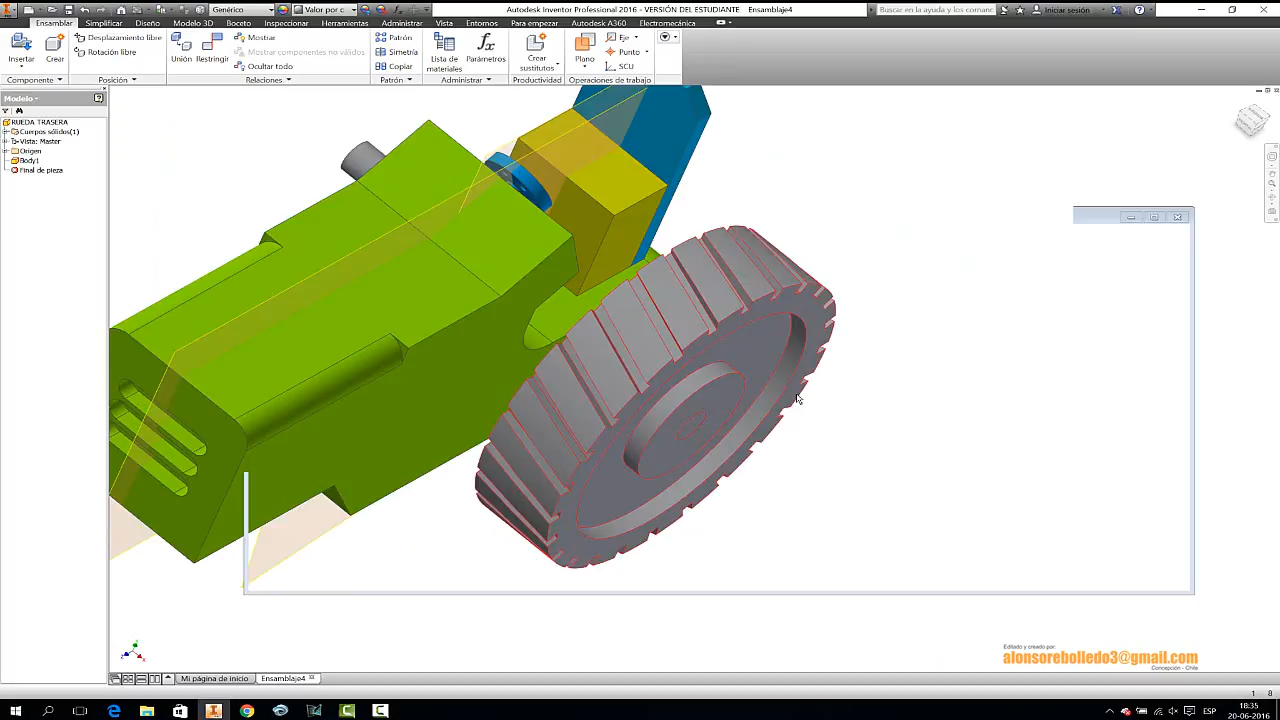 Genérico
Valor por c
Autodesk Inventor Professional 2016 - VERSIÓN DEL ESTUDIANTE  Ensamblaje4
Buscar en la ayuda y los comanc
Iniciar sesión
Ensamblar Simplificar Diseño Modelo 3D Boceto Inspeccionar Herramientas Administrar Vista Entornos Para empezar Autodesk A360 Electromecánica
Insertar
Crear
Desplazamiento libre
Rotación libre
Unión
Restringir
Mostrar
Mostrar componentes no válidos
Ocultar todo
Patrón
Simetría
Copiar
Lista de materiales
Parámetros
Crear sustitutos
Plano
Eje
Punto
SCU
Componente
Posición
Relaciones
Patrón
Administrar
Productividad
Operaciones de trabajo
Modelo
RUEDA TRASERA
Cuerpos sólidos(1)
Vista: Master
Origen
Body1
Final de pieza
Editado y creado por:
alonsorebolledo3@gmail.com
Concepción - Chile
Mi página de inicio
Ensamblaje4
1 8
ESP
18:35
20-06-2016